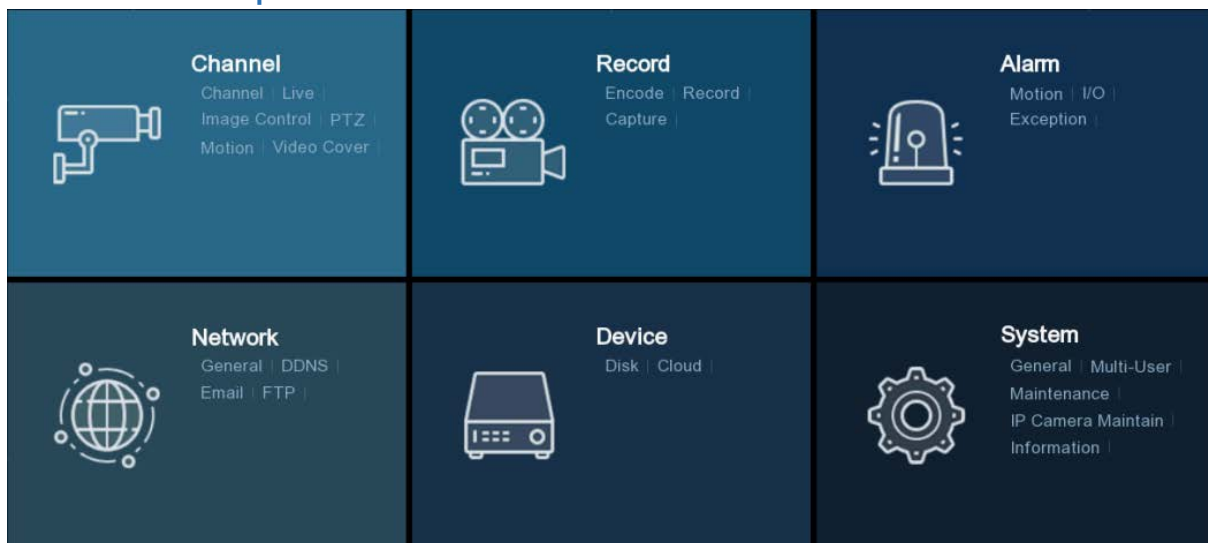 Channel
Channel | Live |
Image Control | PTZ |
Motion | Video Cover |
Record
Encode | Record |
Capture |
Alarm
Motion | I/O |
Exception |
Network
General | DDNS |
Email | FTP |
Device
Disk | Cloud |
System
General | Multi-User |
Maintenance |
IP Camera Maintain |
Information |